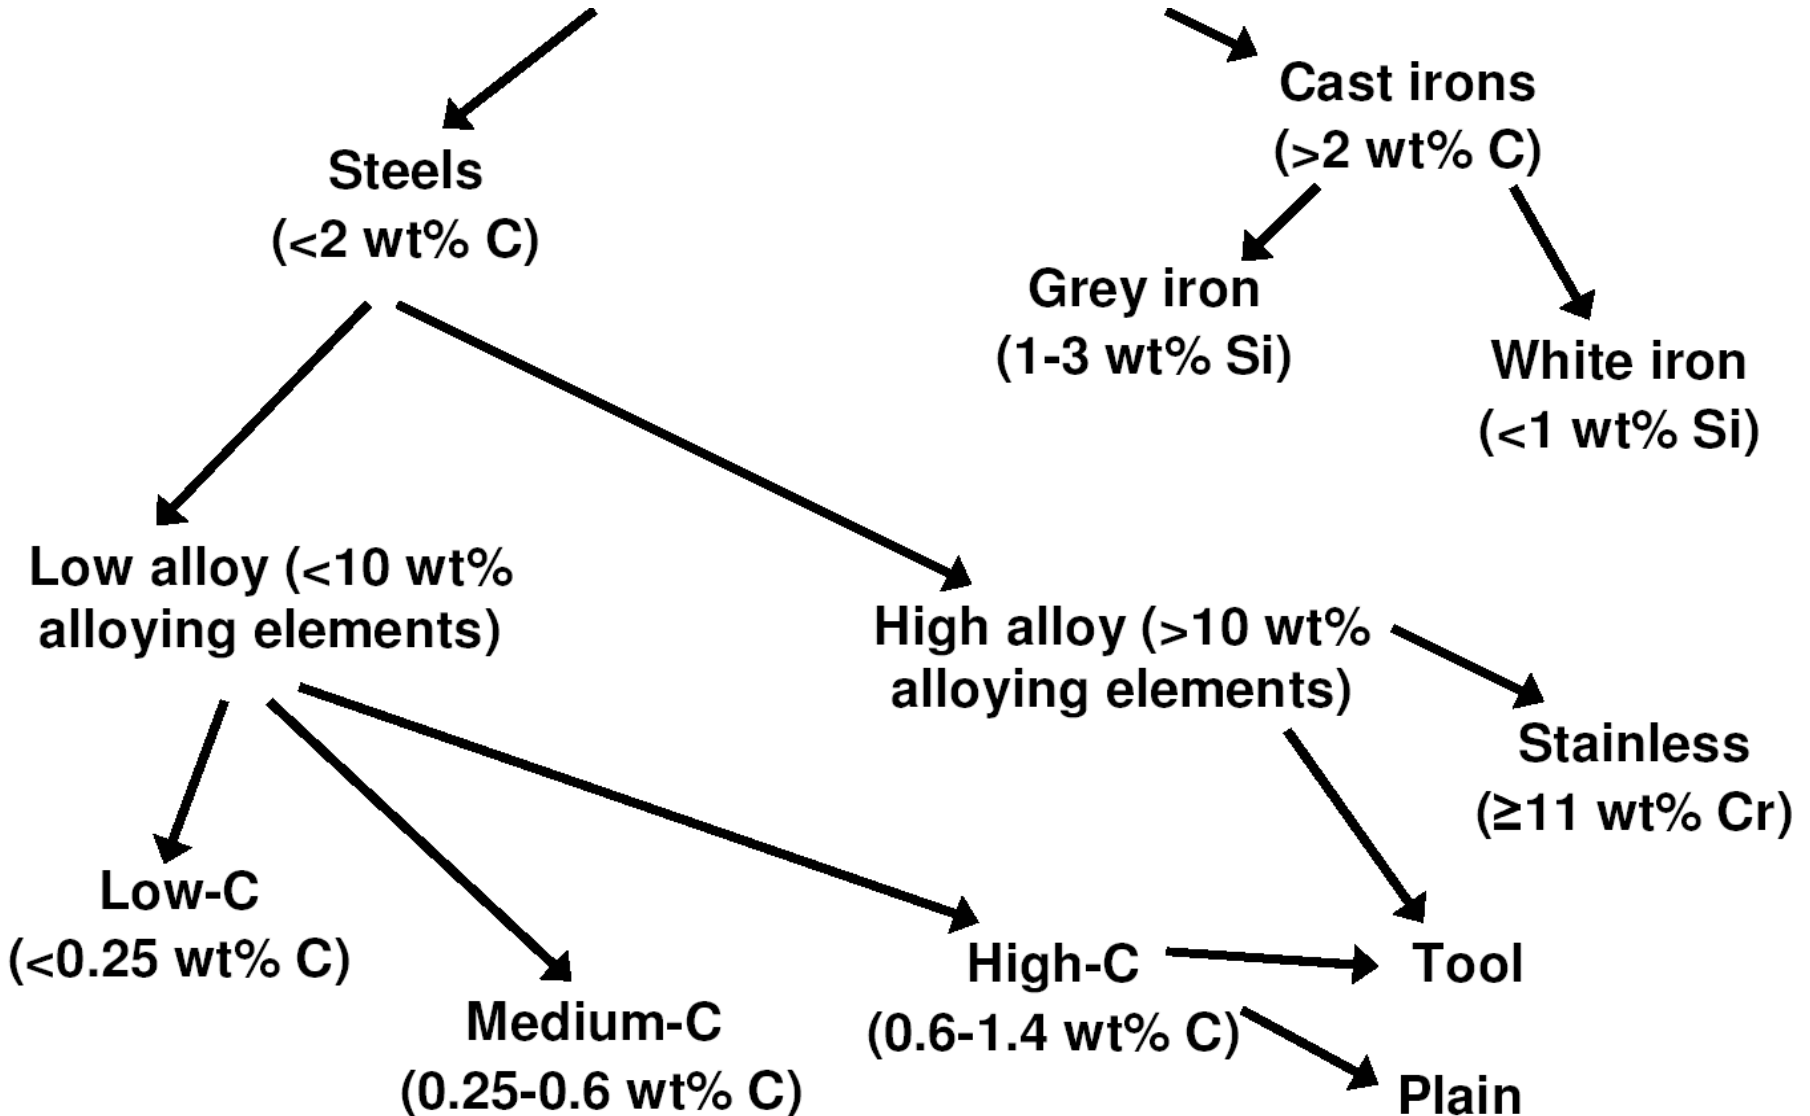 Cast irons
(>2 wt% C)
Steels
(<2 wt% C)
Grey iron
(1-3 wt% Si)
White iron
(<1 wt% Si)
Low alloy (<10 wt%
alloying elements)
High alloy (>10 wt%
alloying elements)
Stainless
(≥11 wt% Cr)
Low-C
(<0.25 wt% C)
Medium-C
(0.25-0.6 wt% C)
High-C
(0.6-1.4 wt% C)
Tool
Plain